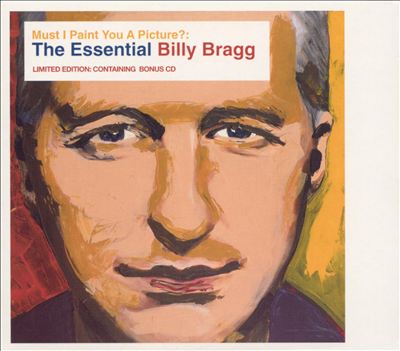 Must I Paint You A Picture?:
The Essential Billy Bragg
LIMITED EDITION: CONTAINING BONUS CD